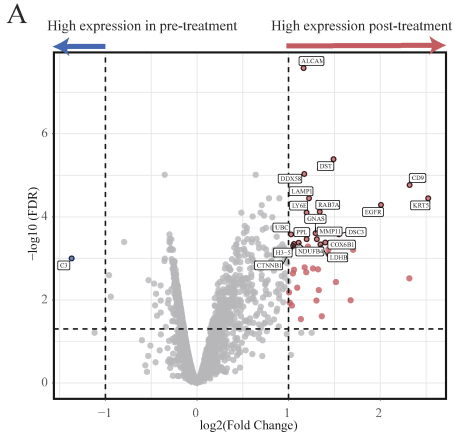 A
High expression in pre-treatment
High expression post-treatment
ALCAM
6
DST
DDX58
CD9
LAMP1
LY6E
RAB7A
KRT5
EGFR
GNAS
UBC
PPL
MMP11
DSC3
4
H3-5
NDUFB4
COX6B1
CTNNB1
LDHB
C3
2
0
−log10 (FDR)
−1
0
1
2
log2(Fold Change)